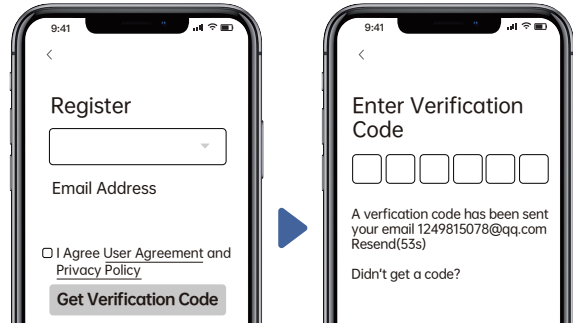 9:41
Register
Email Address
I Agree User Agreement and
Privacy Policy
Get Verification Code
9:41
Enter Verification
Code
A verfication code has been sent
your email 1249815078@qq.com
Resend(53s)
Didn't get a code?